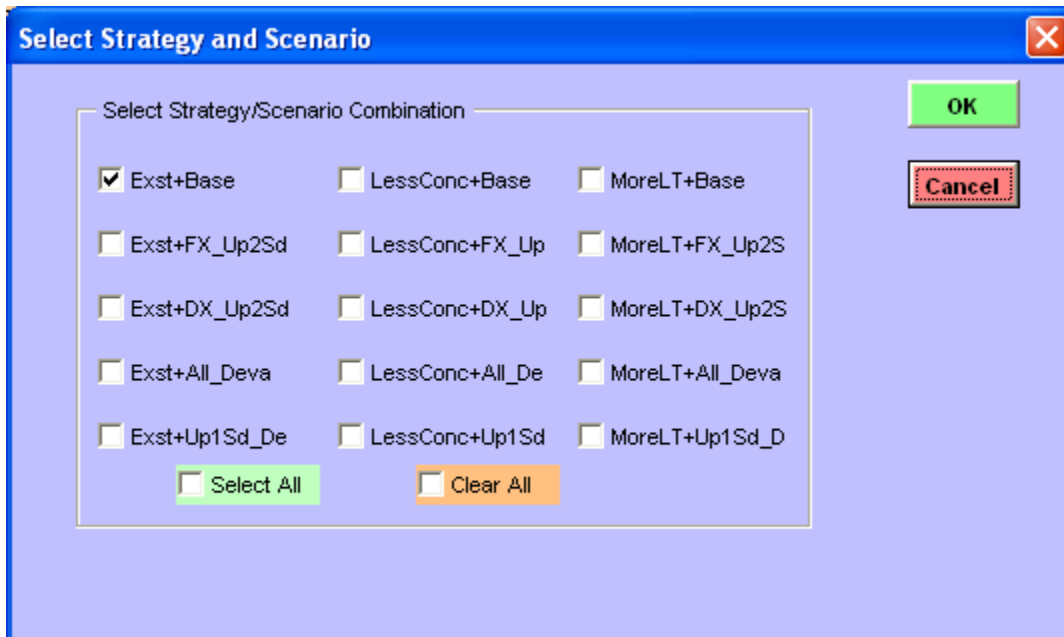 Select Strategy and Scenario
Select Strategy/Scenario Combination
OK
Exst+Base LessConc+Base MoreLT+Base
Cancel
Exst+FX_Up2Sd LessConc+FX_Up MoreLT+FX_Up2S
Exst+DX_Up2Sd LessConc+DX_Up MoreLT+DX_Up2S
Exst+All_Deva LessConc+All_De MoreLT+All_Deva
Exst+Up1Sd_De LessConc+Up1Sd MoreLT+Up1Sd_D
Select All Clear All